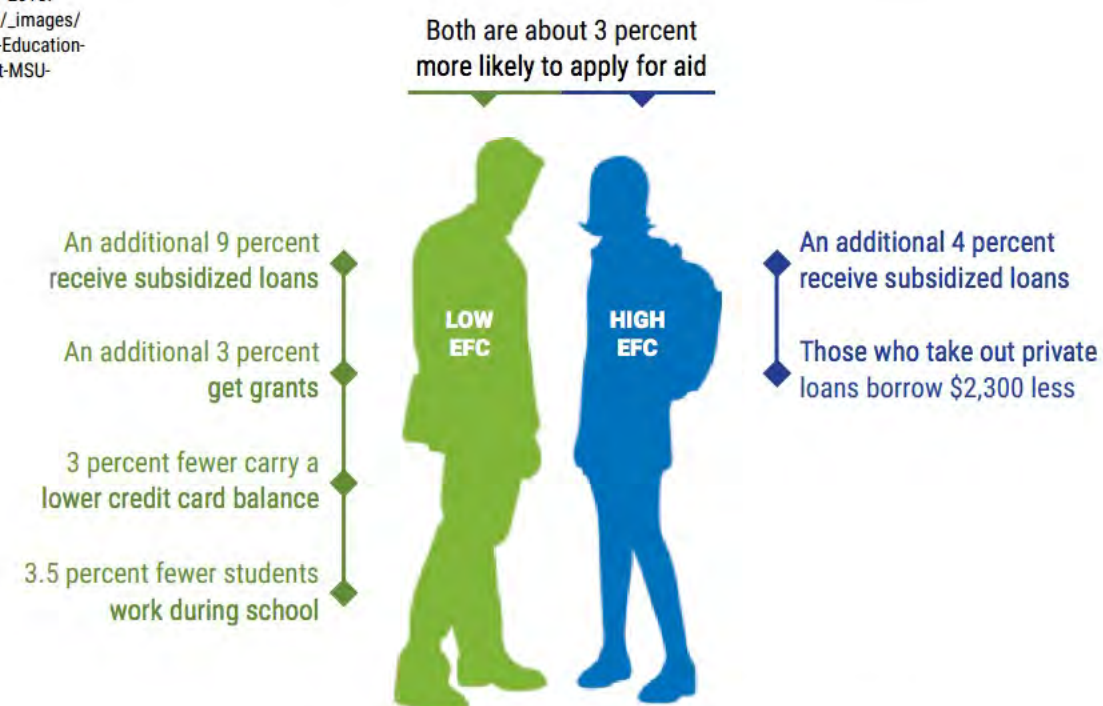 /_images/
-Education-
t-MSU-
Both are about 3 percent
more likely to apply for aid
An additional 9 percent
receive subsidized loans
An additional 3 percent
get grants
3 percent fewer carry a
lower credit card balance
3.5 percent fewer students
work during school
LOW
EFC
HIGH
EFC
An additional 4 percent
receive subsidized loans
Those who take out private
loans borrow $2,300 less